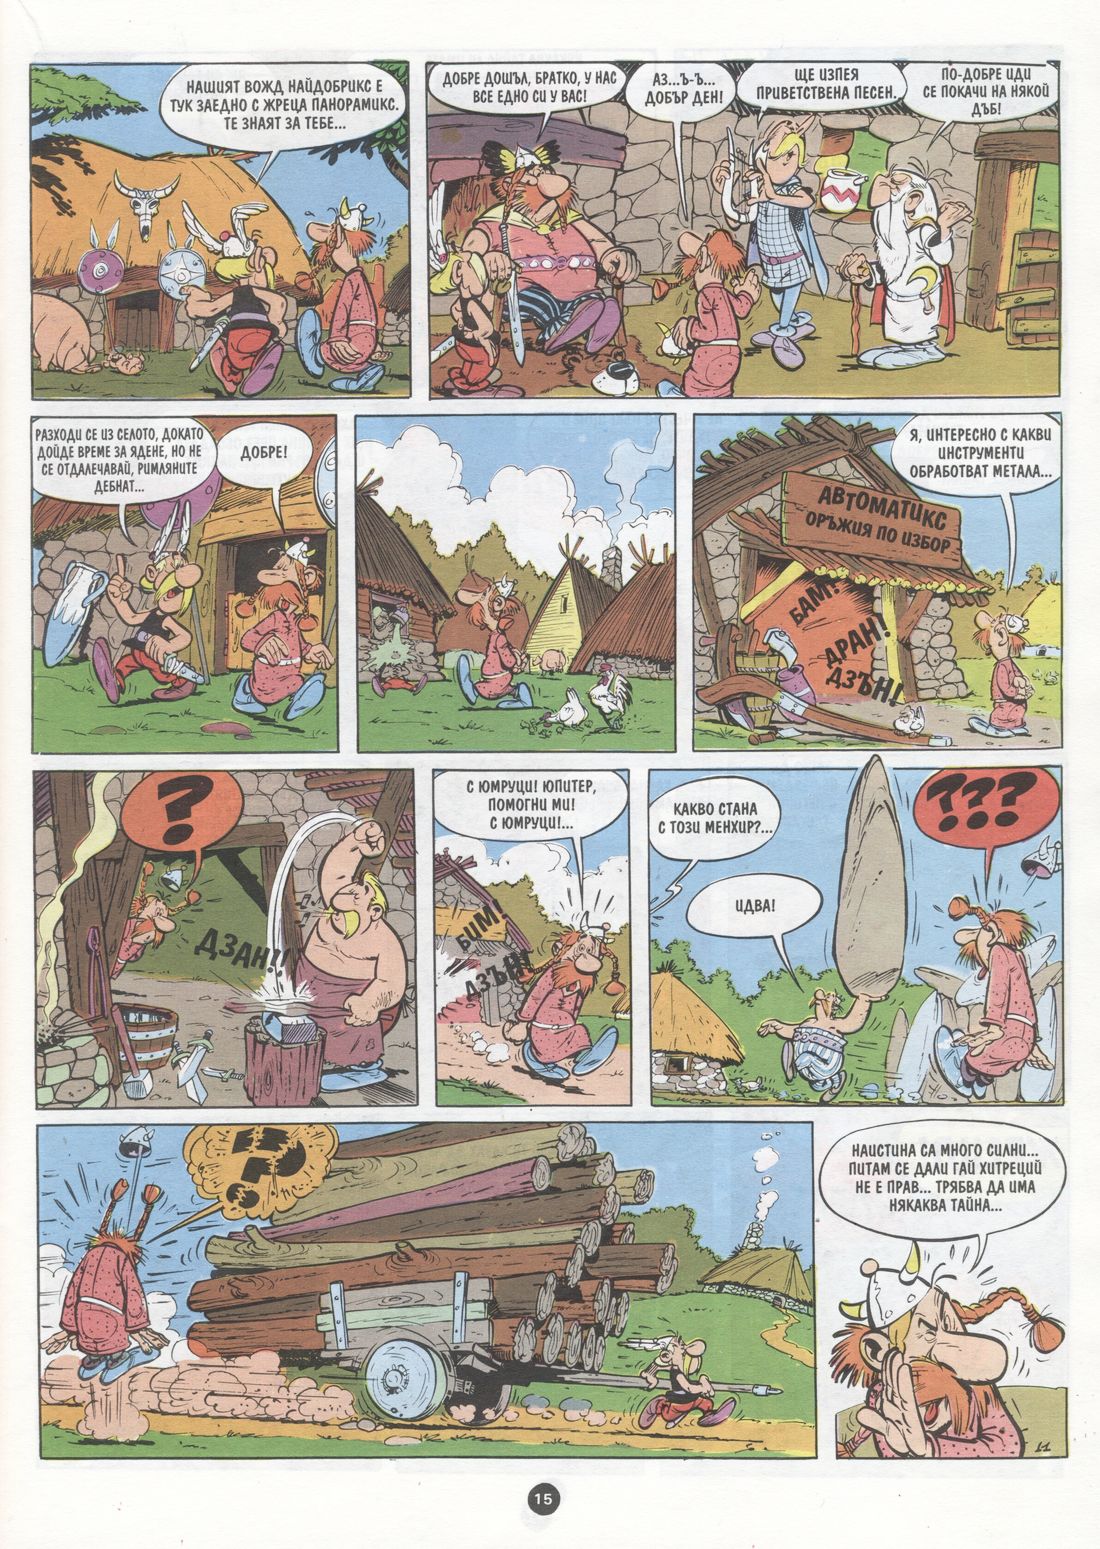 НАШИЯТ ВОЖД НАЙДОБРИКС Е
ТУК ЗАЕДНО С ЖРЕЦА ПАНОРАМИКС.
ТЕ ЗНАЯТ ЗА ТЕБЕ...
ДОБРЕ ДОШЪЛ, БРАТКО, У НАС
ВСЕ ЕДНО СИ У ВАС!
АЗ...Ъ-Ъ...
ДОБЪР ДЕН!
ЩЕ ИЗПЕЯ
ПРИВЕТСТВЕНА ПЕСЕН.
ПО-ДОБРЕ ИДИ
СЕ ПОКАЧИ НА НЯКОЙ
ДЪБ!
РАЗХОДИ СЕ ИЗ СЕЛОТО, ДОКАТО
ДОЙДЕ ВРЕМЕ ЗА ЯДЕНЕ, НО НЕ
СЕ ОТДАЛЕЧАВАЙ, РИМЛЯНИТЕ
ДЕБНАТ...
ДОБРЕ!
Я, ИНТЕРЕСНО С КАКВИ
ИНСТРУМЕНТИ
ОБРАБОТВАТ МЕТАЛА...
АВТОМАТИКС
ОРЪЖИЯ ПО ИЗБОР
БАМ!
ДРАН!
ДЗЪН!
?
ДЗАН!!
С ЮМРУЦИ! ЮПИТЕР,
ПОМОГНИ МИ!
С ЮМРУЦИ!...
БИМ!
ДЗЪН!
КАКВО СТАНА
С ТОЗИ МЕНХИР?...
ИДВА!
???
?
НАИСТИНА СА МНОГО СИЛНИ...
ПИТАМ СЕ ДАЛИ ГАЙ ХИТРЕЦИЙ
НЕ Е ПРАВ... ТРЯБВА ДА ИМА
НЯКАКВА ТАЙНА...
11
15